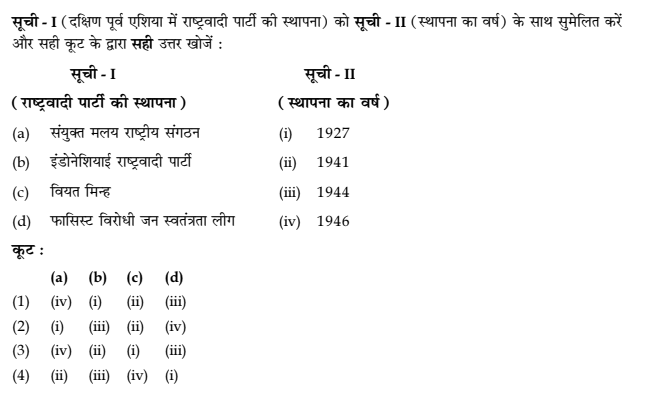 सूची - I (दक्षिण पूर्व एशिया में राष्ट्रवादी पार्टी की स्थापना) को सूची - II (स्थापना का वर्ष) के साथ सुमेलित करें
और सही कूट के द्वारा सही उत्तर खोजें :
सूची - I सूची - II
( राष्ट्रवादी पार्टी की स्थापना ) ( स्थापना का वर्ष )
(a) संयुक्त मलय राष्ट्रीय संगठन (i) 1927
(b) इंडोनेशियाई राष्ट्रवादी पार्टी (ii) 1941
(c) वियत मिन्ह (iii) 1944
(d) फासिस्ट विरोधी जन स्वतंत्रता लीग (iv) 1946
कूट :
(a) (b) (c) (d)
(1) (iv) (i) (ii) (iii)
(2) (i) (iii) (ii) (iv)
(3) (iv) (ii) (i) (iii)
(4) (ii) (iii) (iv) (i)